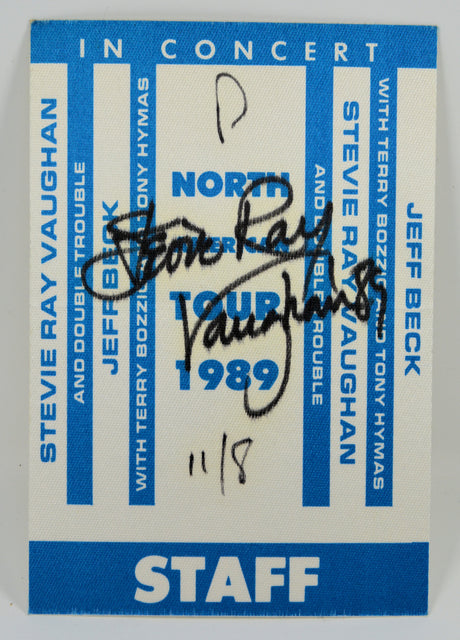 IN CONCERT
STEVIE RAY VAUGHAN
AND DOUBLE TROUBLE
JEFF BECK
WITH TERRY BOZZIO AND TONY HYMAS
D
NORTH
AMERICAN
TOUR
1989
Stevie Ray
Vaughan 89
11/8
AND DOUBLE TROUBLE
STEVIE RAY VAUGHAN
WITH TERRY BOZZIO AND TONY HYMAS
JEFF BECK
STAFF